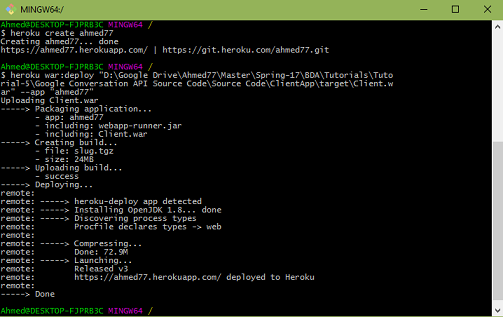 MINGW64:/
Ahmed@DESKTOP-FJPRB3C MINGW64 /
$ heroku create ahmed77
Creating ahmed77... done
https://ahmed77.herokuapp.com/ | https://git.heroku.com/ahmed77.git
Ahmed@DESKTOP-FJPRB3C MINGW64 /
$ heroku war:deploy "D:\Google Drive\Ahmed77\Master\Spring-17\BDA\Tutorials\Tuto
rial-5\Google Conversation API Source Code\Source Code\ClientApp\target\Client.w
ar" --app "ahmed77"
Uploading Client.war
-----> Packaging application...
- app: ahmed77
- including: webapp-runner.jar
- including: Client.war
-----> Creating build...
- file: slug.tgz
- size: 24MB
-----> Uploading build...
- success
-----> Deploying...
remote:
remote: -----> heroku-deploy app detected
remote: -----> Installing OpenJDK 1.8... done
remote: -----> Discovering process types
remote: Procfile declares types -> web
remote:
remote: -----> Compressing...
remote: Done: 72.9M
remote: -----> Launching...
remote: Released v3
remote: https://ahmed77.herokuapp.com/ deployed to Heroku
remote:
-----> Done
Ahmed@DESKTOP-FJPRB3C MINGW64 /